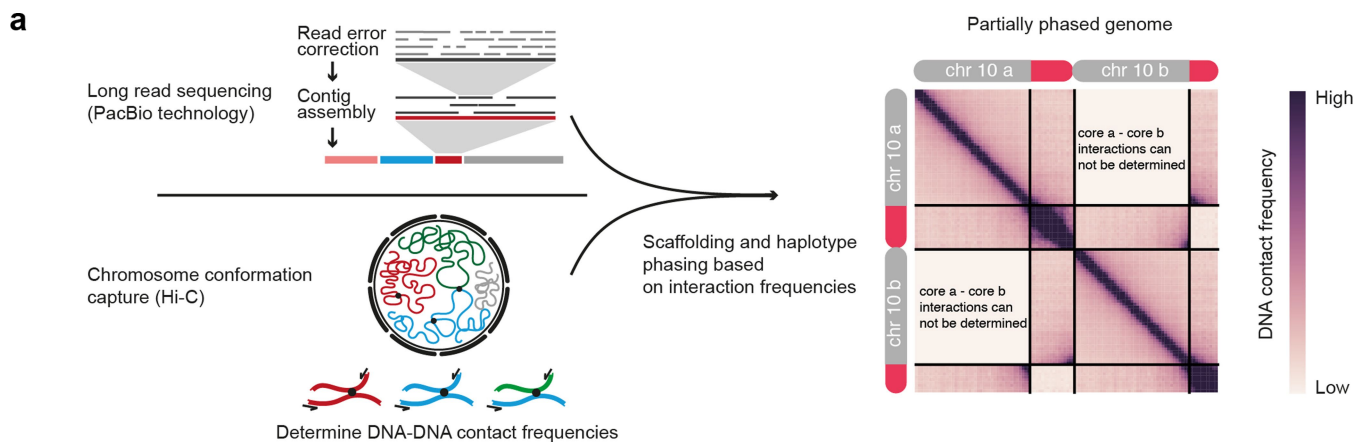 a
Read error
correction
Long read sequencing
(PacBio technology)
Contig
assembly
Chromosome conformation
capture (Hi-C)
Determine DNA-DNA contact frequencies
Scaffolding and haplotype
phasing based
on interaction frequencies
Partially phased genome
chr 10 a
chr 10 b
chr 10 a
chr 10 b
core a - core b
interactions can
not be determined
core a - core b
interactions can
not be determined
High
DNA contact frequency
Low